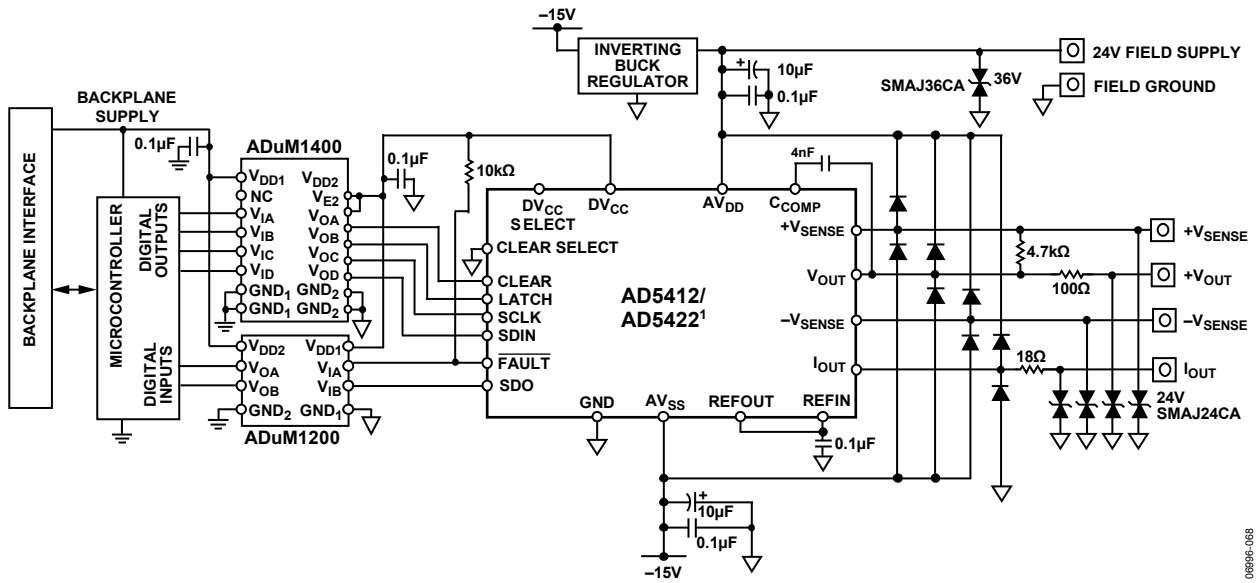 –15V
INVERTING
BUCK
REGULATOR
+
10µF
0.1µF
SMAJ36CA
36V
24V FIELD SUPPLY
FIELD GROUND
BACKPLANE
SUPPLY
0.1µF
BACKPLANE INTERFACE
MICROCONTROLLER
DIGITAL
OUTPUTS
DIGITAL
INPUTS
ADuM1400
VDD1
NC
VIA
VIB
VIC
VID
GND1
GND1
VDD2
VE2
VOA
VOB
VOC
VOD
GND2
GND2
VDD2
VOA
VOB
GND2
VDD1
VIA
VIB
GND1
ADuM1200
0.1µF
10kΩ
4nF
DVCC
SELECT
DVCC
AVDD
CCOMP
CLEAR SELECT
CLEAR
LATCH
SCLK
SDIN
FAULT
SDO
AD5412/
AD5422¹
+VSENSE
VOUT
–VSENSE
IOUT
GND
AVSS
REFOUT
REFIN
0.1µF
4.7kΩ
100Ω
18Ω
+VSENSE
+VOUT
–VSENSE
IOUT
24V
SMAJ24CA
+
10µF
0.1µF
–15V
06996-068